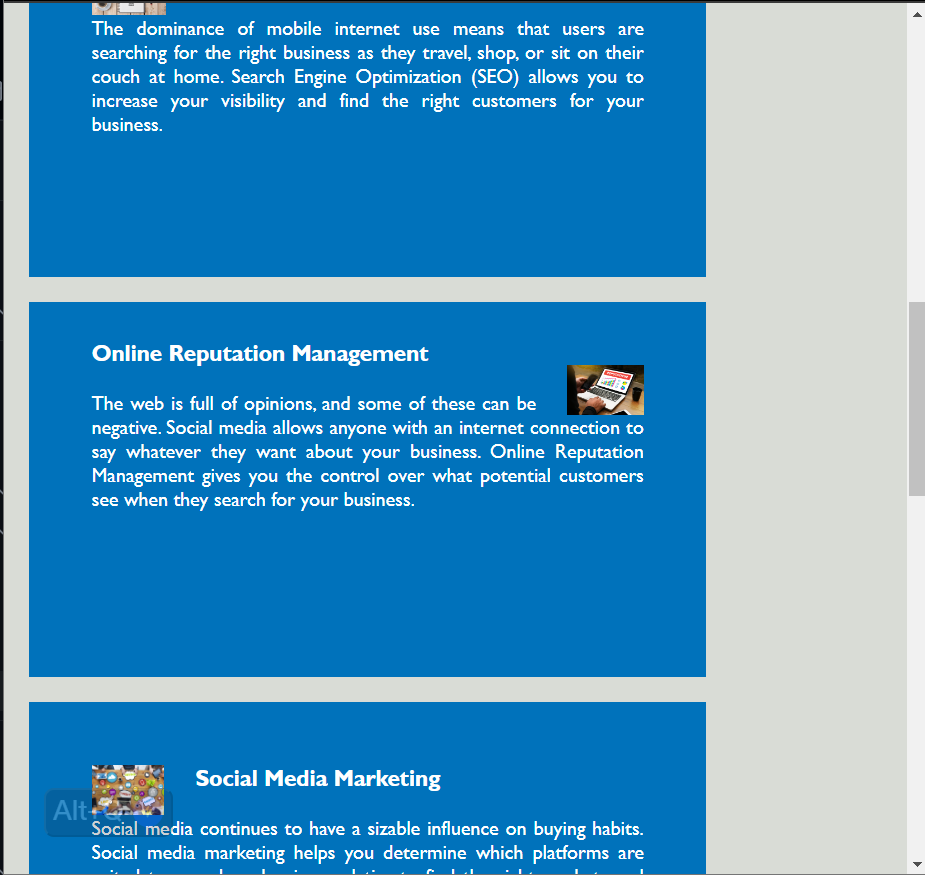 The dominance of mobile internet use means that users are
searching for the right business as they travel, shop, or sit on their
couch at home. Search Engine Optimization (SEO) allows you to
increase your visibility and find the right customers for your
business.
Online Reputation Management
The web is full of opinions, and some of these can be
negative. Social media allows anyone with an internet connection to
say whatever they want about your business. Online Reputation
Management gives you the control over what potential customers
see when they search for your business.
Social Media Marketing
Alt+
Social media continues to have a sizable influence on buying habits.
Social media marketing helps you determine which platforms are